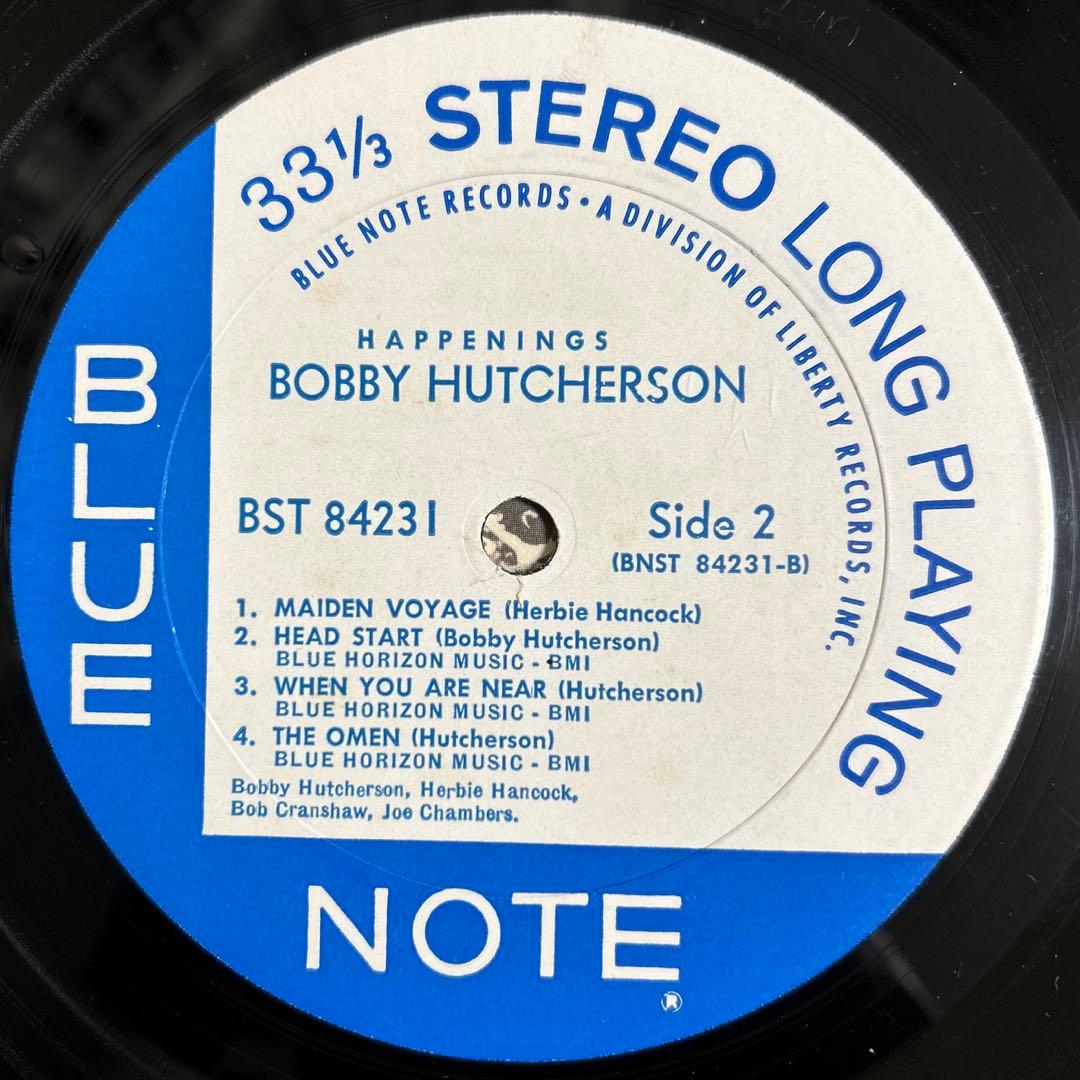 33⅓ STEREO LONG PLAYING
BLUE NOTE RECORDS • A DIVISION OF LIBERTY RECORDS, INC.
HAPPENINGS
BOBBY HUTCHERSON
BST 84231
Side 2
(BNST 84231-B)
1. MAIDEN VOYAGE (Herbie Hancock)
2. HEAD START (Bobby Hutcherson)
BLUE HORIZON MUSIC - BMI
3. WHEN YOU ARE NEAR (Hutcherson)
BLUE HORIZON MUSIC - BMI
4. THE OMEN (Hutcherson)
BLUE HORIZON MUSIC - BMI
Bobby Hutcherson, Herbie Hancock,
Bob Cranshaw, Joe Chambers.
BLUE
NOTE
®